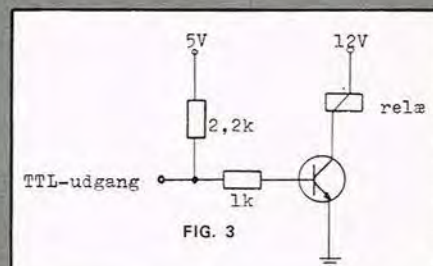 5V
12V
relæ
2,2k
TTL-udgang
1k
FIG. 3